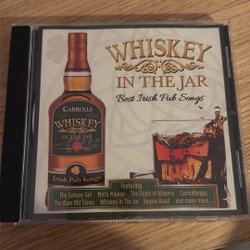 WHISKEY
IN THE JAR
Best Irish Pub Songs
CARROLLS
WHISKEY
IN THE JAR
Irish Pub Songs
Featuring
The Galway Girl Molly Malone The Fields of Athenry Carrickfergus
The Rare Old Times Whiskey In The Jar Raglan Road and many more...